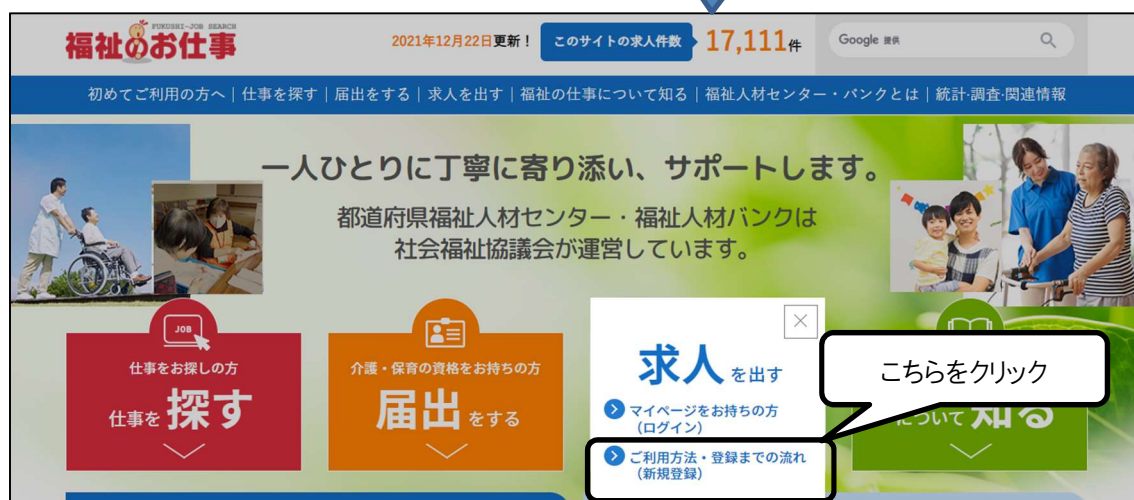 FUKUSHI-JOB SEARCH
福祉のお仕事
2021年12月22日更新！
このサイトの求人件数
17,111件
Google 提供
初めてご利用の方へ｜仕事を探す｜届出をする｜求人を出す｜福祉の仕事について知る｜福祉人材センター・バンクとは｜統計・調査・関連情報
一人ひとりに丁寧に寄り添い、サポートします。
都道府県福祉人材センター・福祉人材バンクは
社会福祉協議会が運営しています。
JOB
仕事をお探しの方
仕事を探す
介護・保育の資格をお持ちの方
届出をする
求人を出す
マイページをお持ちの方
（ログイン）
ご利用方法・登録までの流れ
（新規登録）
こちらをクリック
について知る